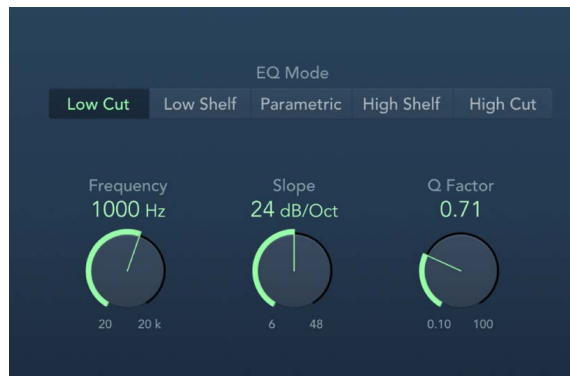 EQ Mode
Low Cut Low Shelf Parametric High Shelf High Cut
Frequency Slope Q Factor
1000 Hz 24 dB/Oct 0.71
20 20 k 6 48 0.10 100